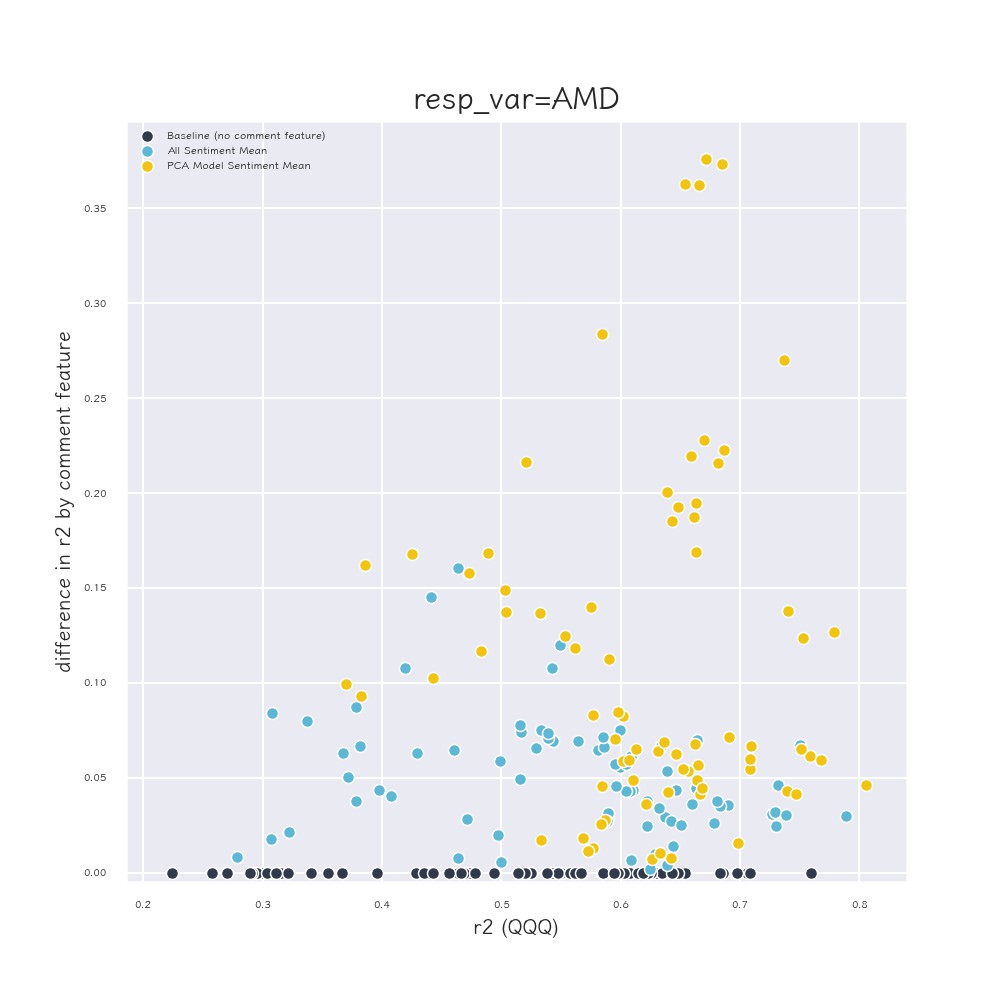 resp_var=AMD
Baseline (no comment feature)
All Sentiment Mean
PCA Model Sentiment Mean
0.35
0.30
0.25
0.20
0.15
0.10
0.05
0.00
difference in r2 by comment feature
0.2 0.3 0.4 0.5 0.6 0.7 0.8
r2 (QQQ)